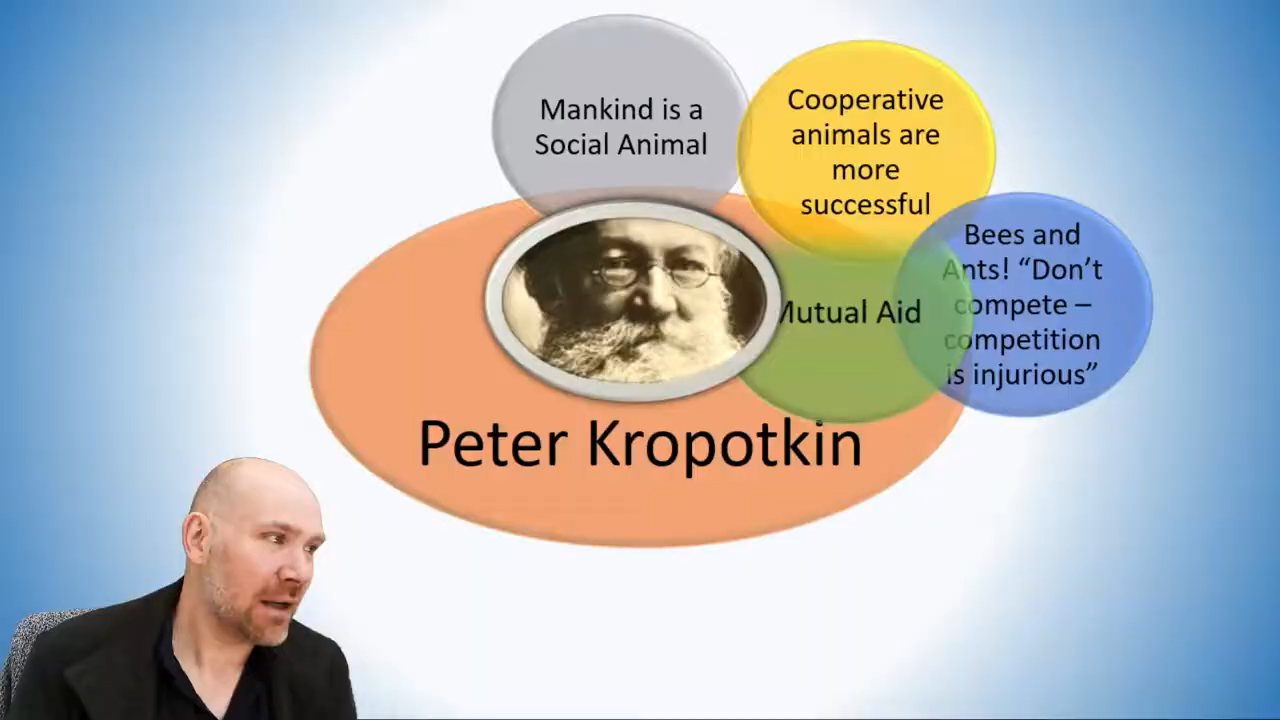 Mankind is a
Social Animal
Cooperative
animals are
more
successful
Bees and
Ants! “Don’t
compete –
competition
is injurious”
Mutual Aid
Peter Kropotkin